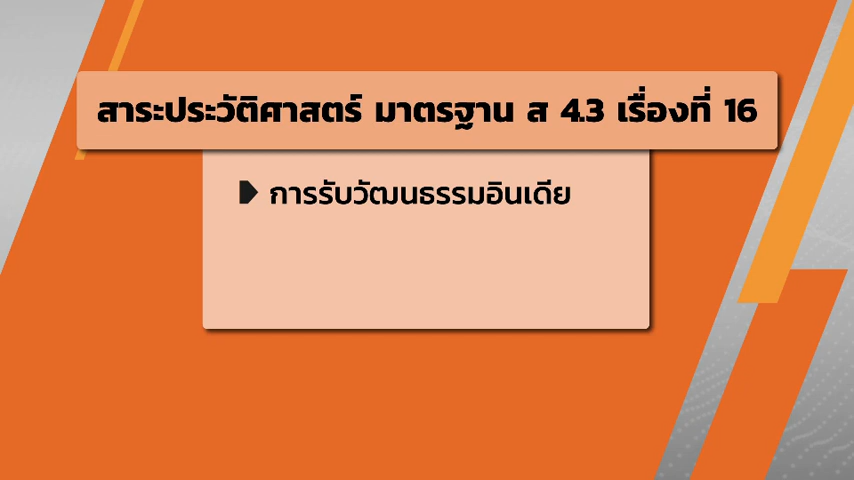 สาระประวัติศาสตร์ มาตรฐาน ส 4.3 เรื่องที่ 16
การรับวัฒนธรรมอินเดีย